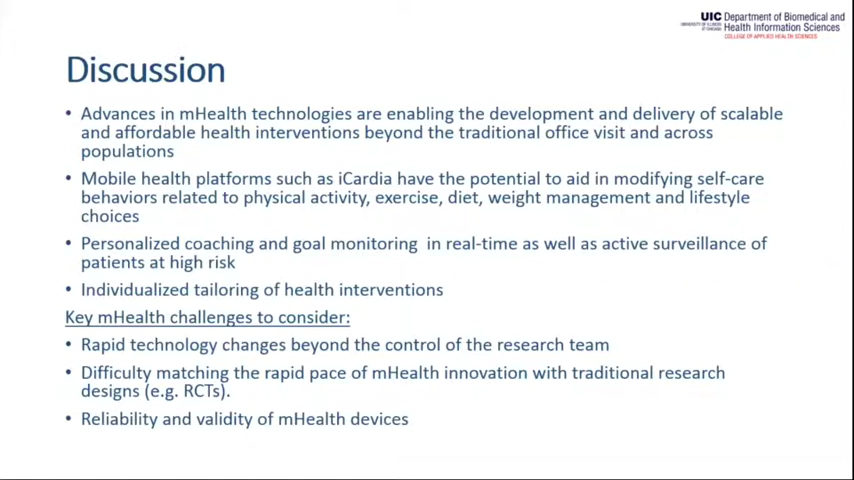 UIC Department of Biomedical and
UNIVERSITY OF ILLINOIS
AT CHICAGO
Health Information Sciences
COLLEGE OF APPLIED HEALTH SCIENCES
Discussion
• Advances in mHealth technologies are enabling the development and delivery of scalable
and affordable health interventions beyond the traditional office visit and across
populations
• Mobile health platforms such as iCardia have the potential to aid in modifying self-care
behaviors related to physical activity, exercise, diet, weight management and lifestyle
choices
• Personalized coaching and goal monitoring in real-time as well as active surveillance of
patients at high risk
• Individualized tailoring of health interventions
Key mHealth challenges to consider:
• Rapid technology changes beyond the control of the research team
• Difficulty matching the rapid pace of mHealth innovation with traditional research
designs (e.g. RCTs).
• Reliability and validity of mHealth devices